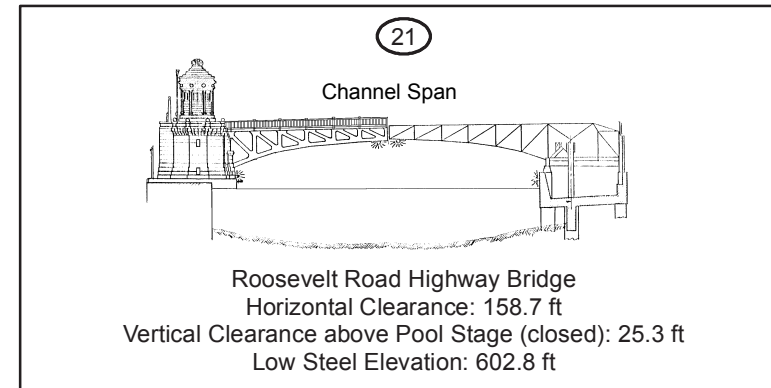 21
Channel Span
Roosevelt Road Highway Bridge
Horizontal Clearance: 158.7 ft
Vertical Clearance above Pool Stage (closed): 25.3 ft
Low Steel Elevation: 602.8 ft